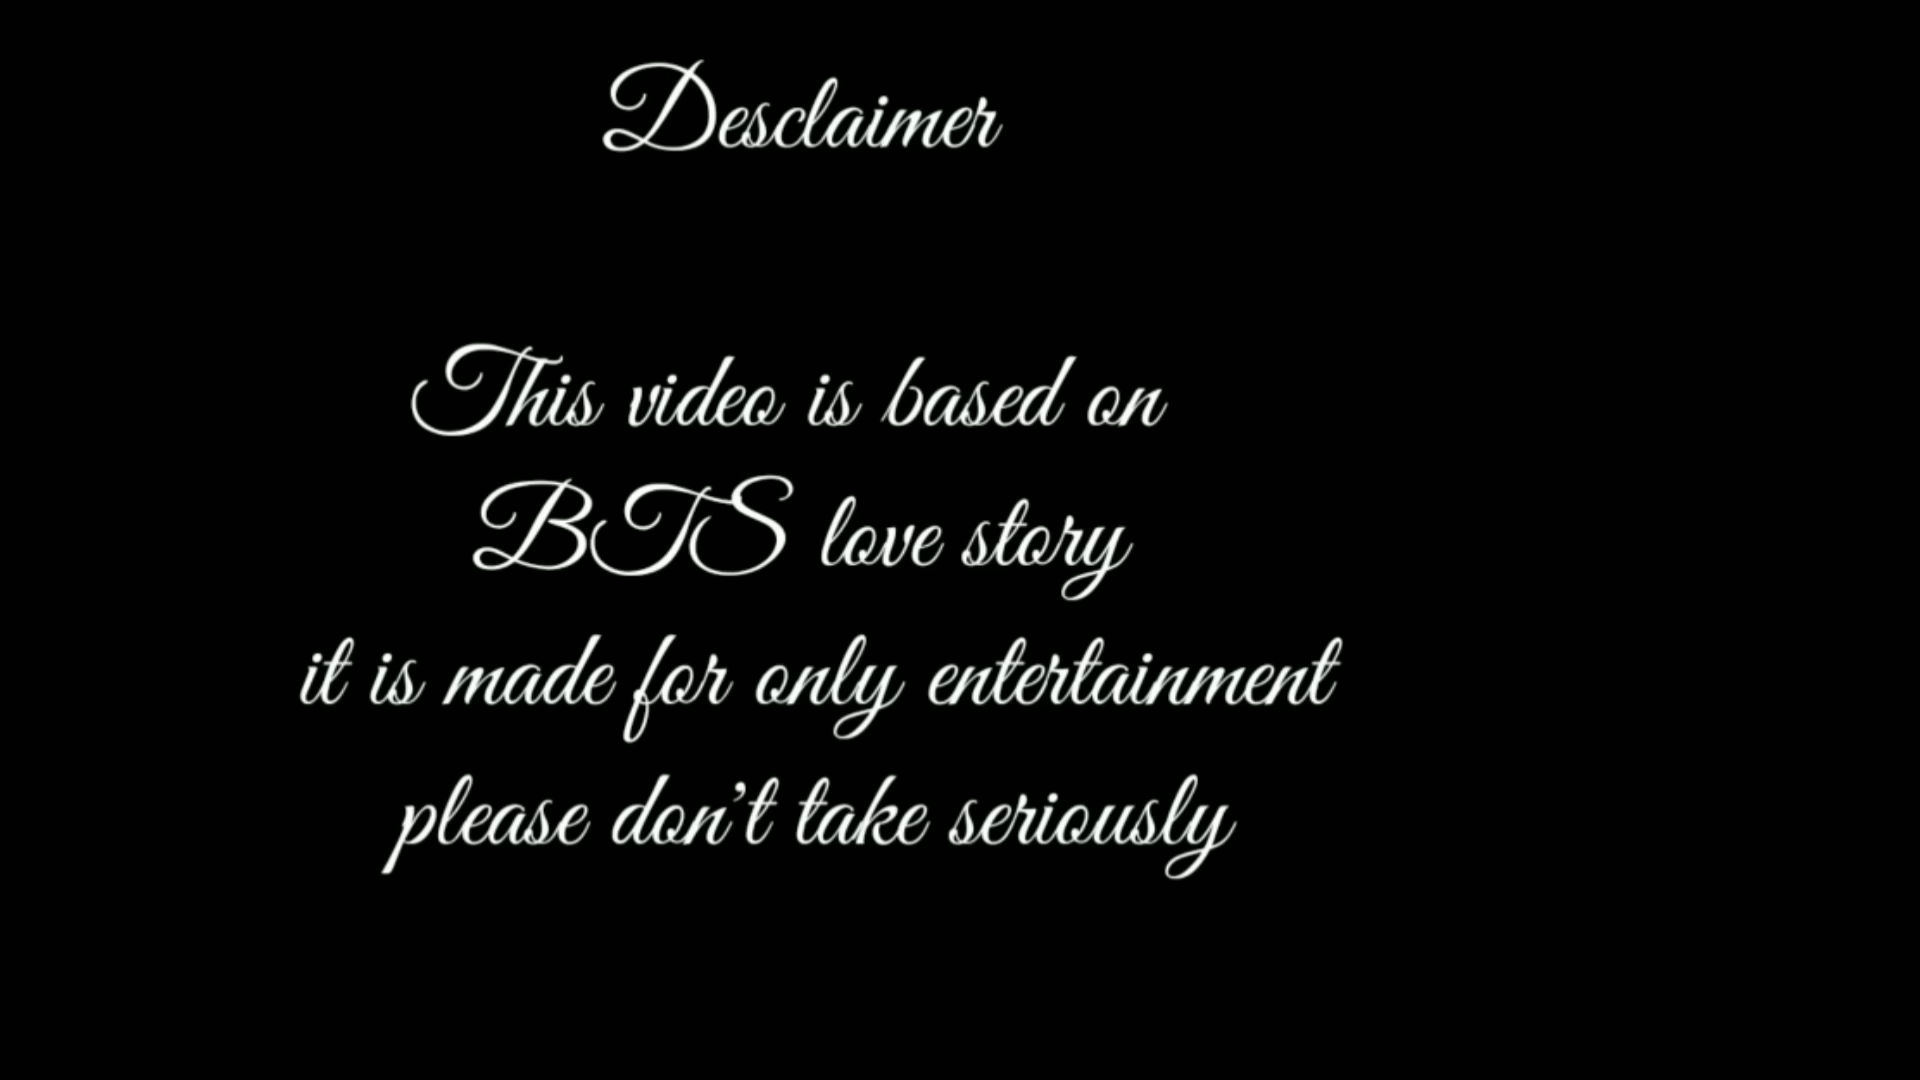 Desclaimer
This video is based on
BTS love story
it is made for only entertainment
please don't take seriously